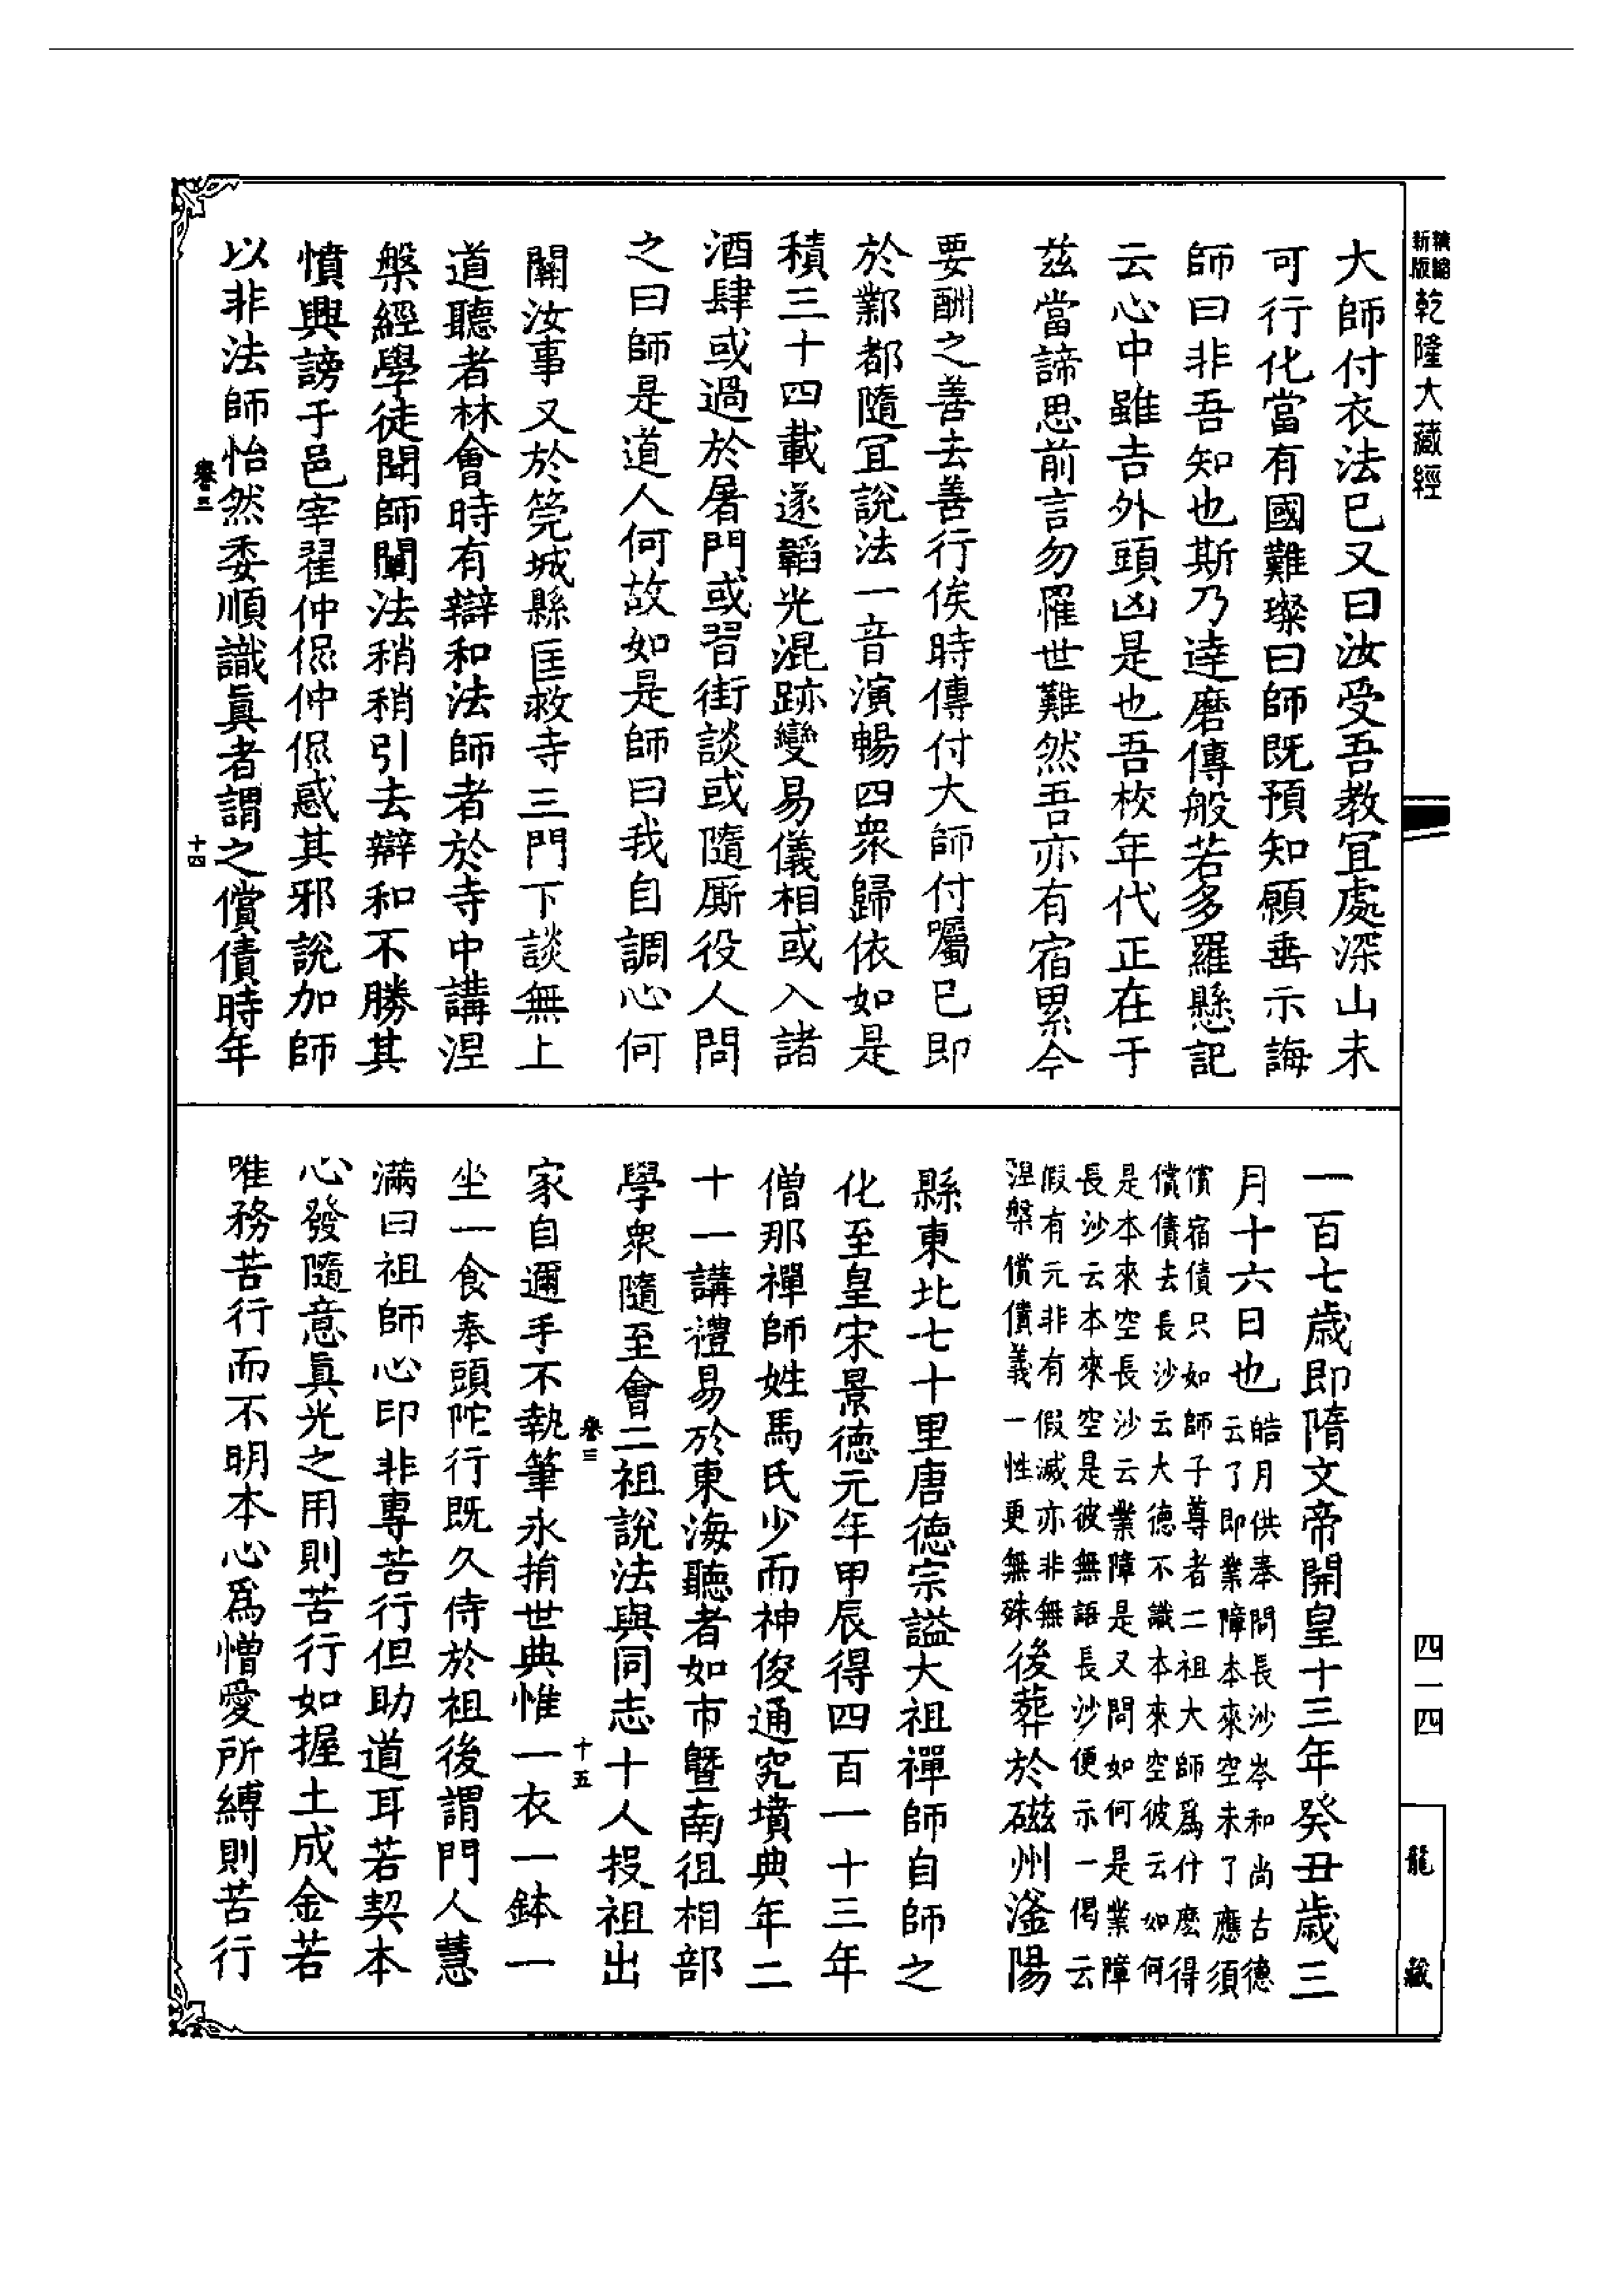 精縮
新版
乾隆大藏經
大師付衣法已又曰汝受吾教宜處深山未
可行化當有國難璨曰師既預知願垂示誨
師曰非吾知也斯乃達磨傳般若多羅懸記
云心中雖吉外頭凶是也吾校年代正在于
茲當諦思前言勿罹世難然吾亦有宿累今
要酬之善去善行俟時傳付大師付囑已即
於鄴都隨宜說法一音演暢四衆歸依如是
積三十四載遂韜光混跡變易儀相或入諸
酒肆或過於屠門或習街談或隨厮役人問
之曰師是道人何故如是師曰我自調心何
關汝事又於筦城縣匡救寺三門下談無上
道聽者林會時有辯和法師者於寺中講涅
槃經學徒聞師闡法稍稍引去辯和不勝其
憤興謗于邑宰翟仲侃仲侃惑其邪說加師
以非法師怡然委順識眞者謂之償債時年
卷三
十四
一百七歲即隋文帝開皇十三年癸丑歲三
月十六日也
皓月供奉問長沙岑和尚古德
云了即業障本來空未了應須
償宿債只如師子尊者二祖大師爲什麽得
償債去長沙云大德不識本來空彼云如何
是本來空長沙云業障是又問如何是業障
長沙云本來空是彼無語長沙便示一偈云
假有元非有假滅亦非無
涅槃償債義一性更無殊
後葬於磁州滏陽
縣東北七十里唐德宗謚大祖禪師自師之
化至皇宋景德元年甲辰得四百一十三年
僧那禪師姓馬氏少而神俊通究墳典年二
十一講禮易於東海聽者如市曁南徂相部
學衆隨至會二祖說法與同志十人投祖出
卷三
十五
家自邇手不執筆永捐世典惟一衣一鉢一
坐一食奉頭陀行既久侍於祖後謂門人慧
滿曰祖師心印非專苦行但助道耳若契本
心發隨意眞光之用則苦行如握土成金若
唯務苦行而不明本心爲憎愛所縛則苦行
四一四
龍藏